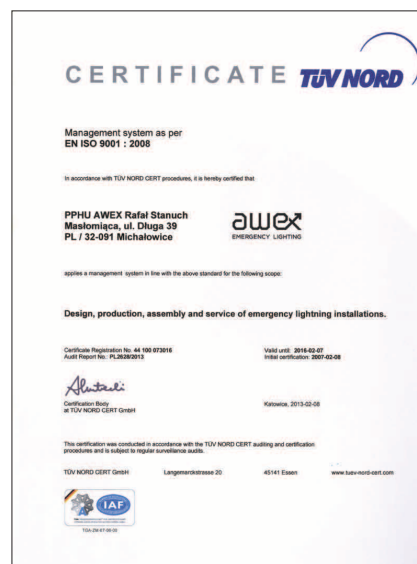 CERTIFICATE TÜV NORD
Management system as per
EN ISO 9001 : 2008
In accordance with TÜV NORD CERT procedures, it is hereby certified that
PPHU AWEX Rafał Stanuch
Masłomiąca, ul. Długa 39
PL / 32-091 Michałowice
awex
EMERGENCY LIGHTING
applies a management system in line with the above standard for the following scope:
Design, production, assembly and service of emergency lightning installations.
Certificate Registration No. 44 100 073016
Audit Report No.: PL2628/2013
Valid until: 2016-02-07
Initial certification: 2007-02-08
Certification Body
at TÜV NORD CERT GmbH
Katowice, 2013-02-08
This certification was conducted in accordance with the TÜV NORD CERT auditing and certification
procedures and is subject to regular surveillance audits.
TÜV NORD CERT GmbH Langemarckstrasse 20 45141 Essen www.tuev-nord-cert.com
IAF